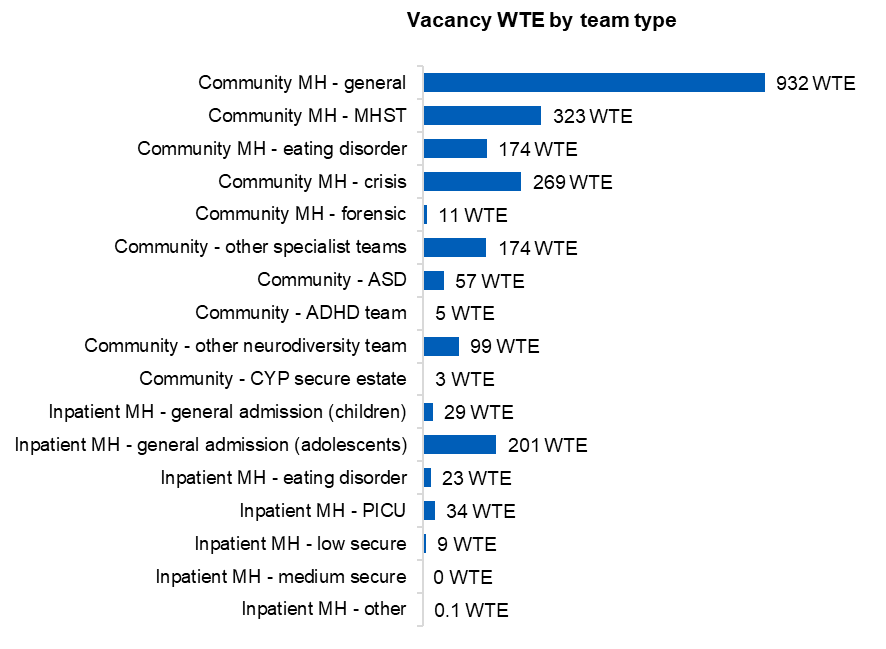 Vacancy WTE by team type
Community MH - general 932 WTE
Community MH - MHST 323 WTE
Community MH - eating disorder 174 WTE
Community MH - crisis 269 WTE
Community MH - forensic 11 WTE
Community - other specialist teams 174 WTE
Community - ASD 57 WTE
Community - ADHD team 5 WTE
Community - other neurodiversity team 99 WTE
Community - CYP secure estate 3 WTE
Inpatient MH - general admission (children) 29 WTE
Inpatient MH - general admission (adolescents) 201 WTE
Inpatient MH - eating disorder 23 WTE
Inpatient MH - PICU 34 WTE
Inpatient MH - low secure 9 WTE
Inpatient MH - medium secure 0 WTE
Inpatient MH - other 0.1 WTE